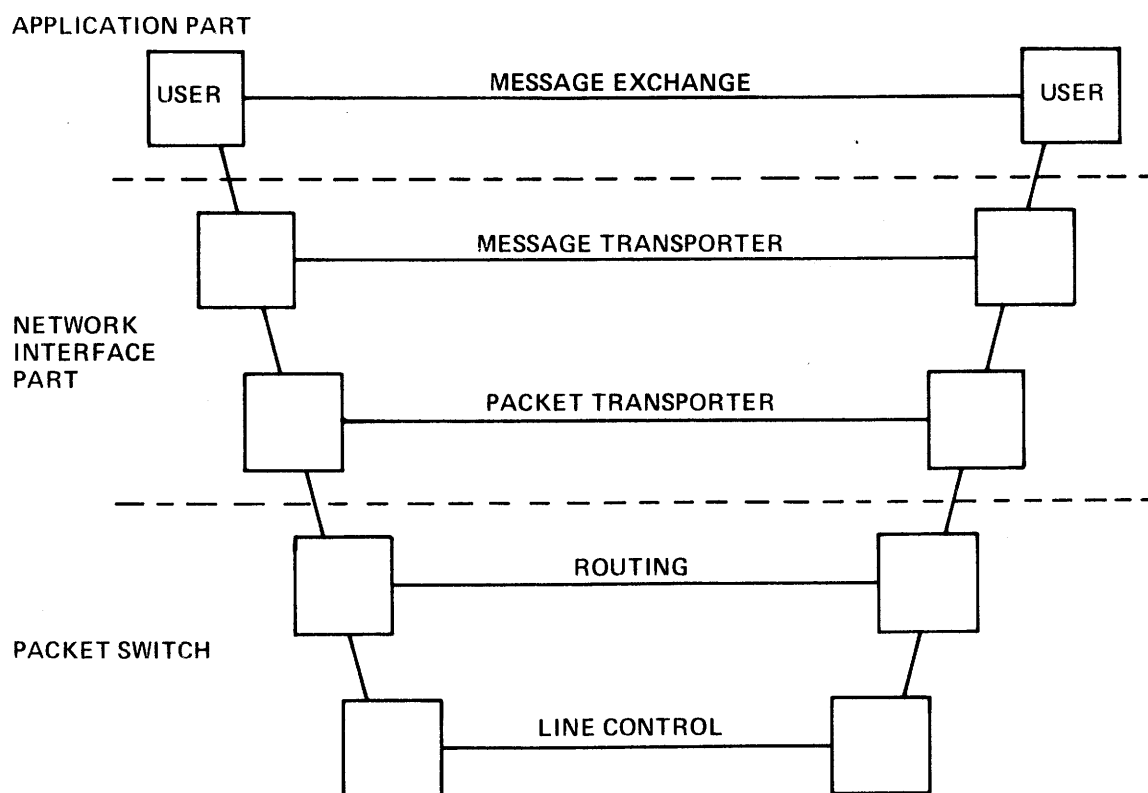 APPLICATION PART
USER
MESSAGE EXCHANGE
USER
MESSAGE TRANSPORTER
NETWORK
INTERFACE
PART
PACKET TRANSPORTER
ROUTING
PACKET SWITCH
LINE CONTROL